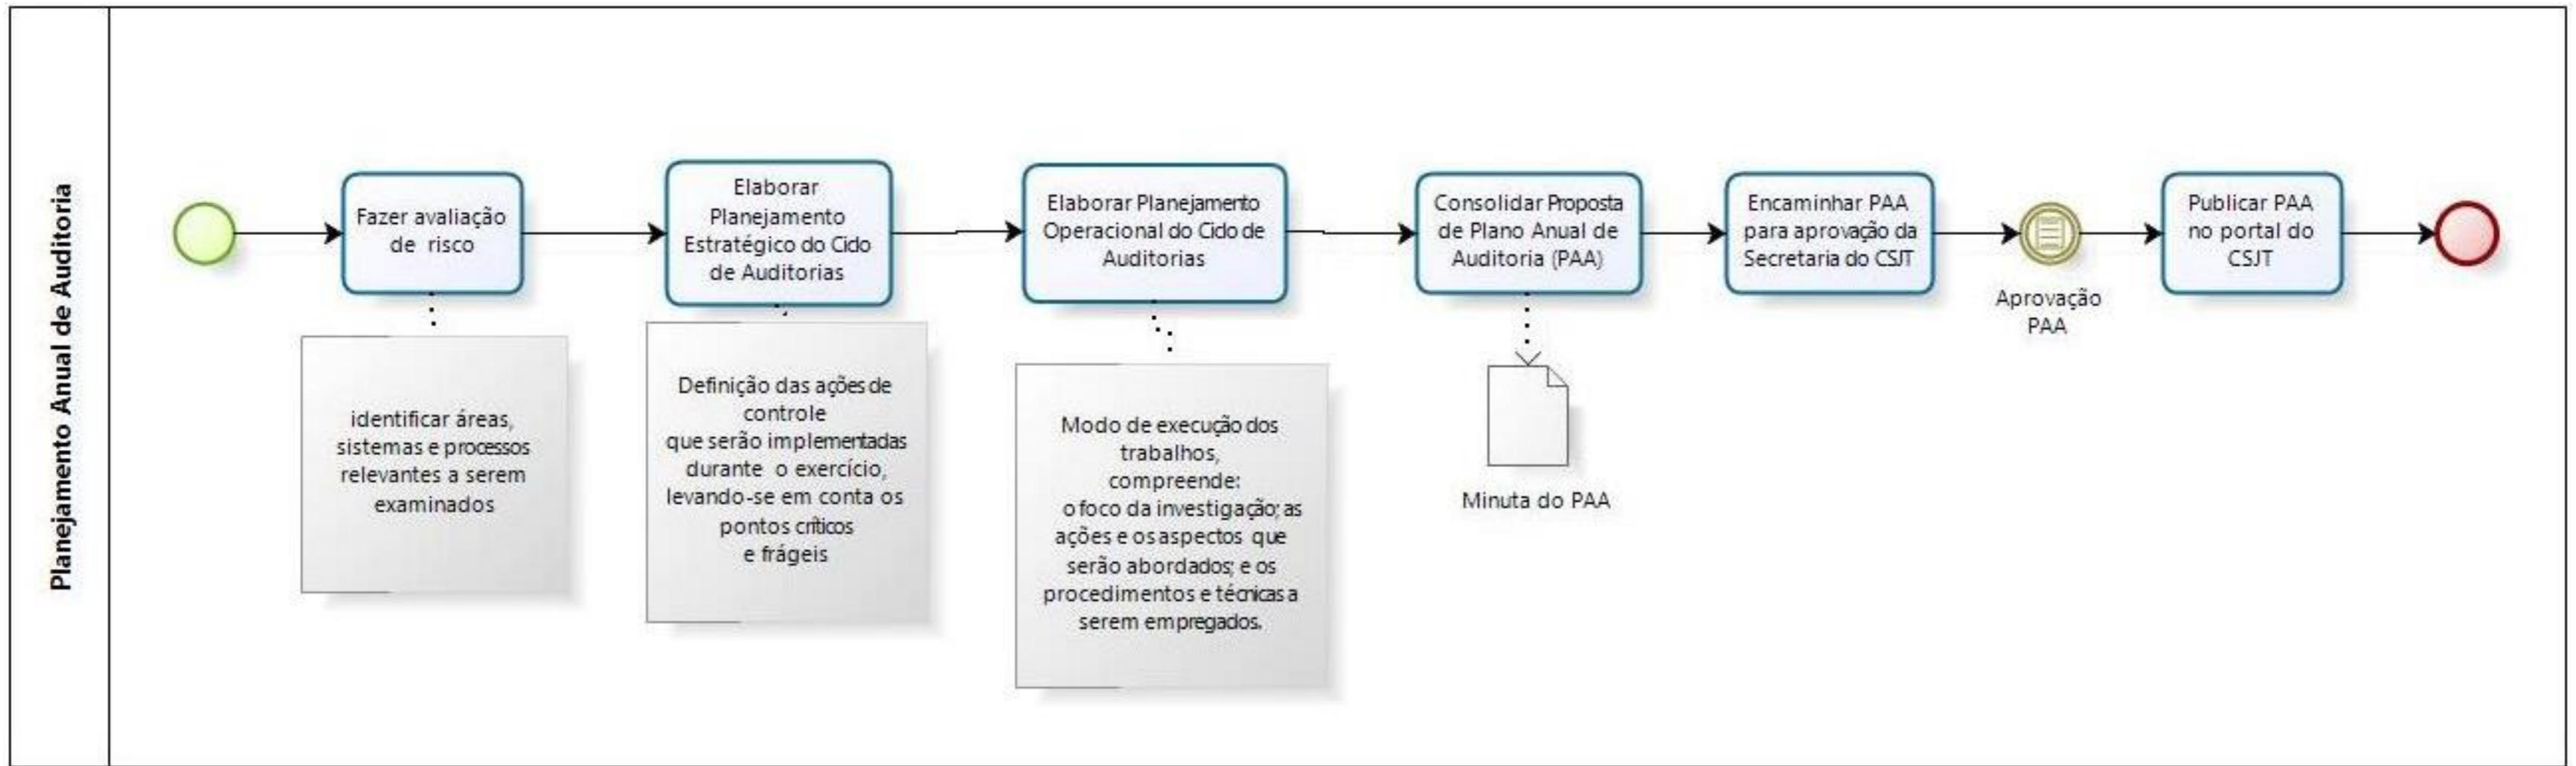 Planejamento Anual de Auditoria
Fazer avaliação
de risco
Elaborar
Planejamento
Estratégico do Ciclo
de Auditorias
Elaborar Planejamento
Operacional do Ciclo de
Auditorias
Consolidar Proposta
de Plano Anual de
Auditoria (PAA)
Encaminhar PAA
para aprovação da
Secretaria do CSJT
Aprovação
PAA
Publicar PAA
no portal do
CSJT
identificar áreas,
sistemas e processos
relevantes a serem
examinados
Definição das ações de
controle
que serão implementadas
durante o exercício,
levando-se em conta os
pontos críticos
e frágeis
Modo de execução dos
trabalhos,
compreende:
o foco da investigação; as
ações e os aspectos que
serão abordados; e os
procedimentos e técnicas a
serem empregados.
Minuta do PAA